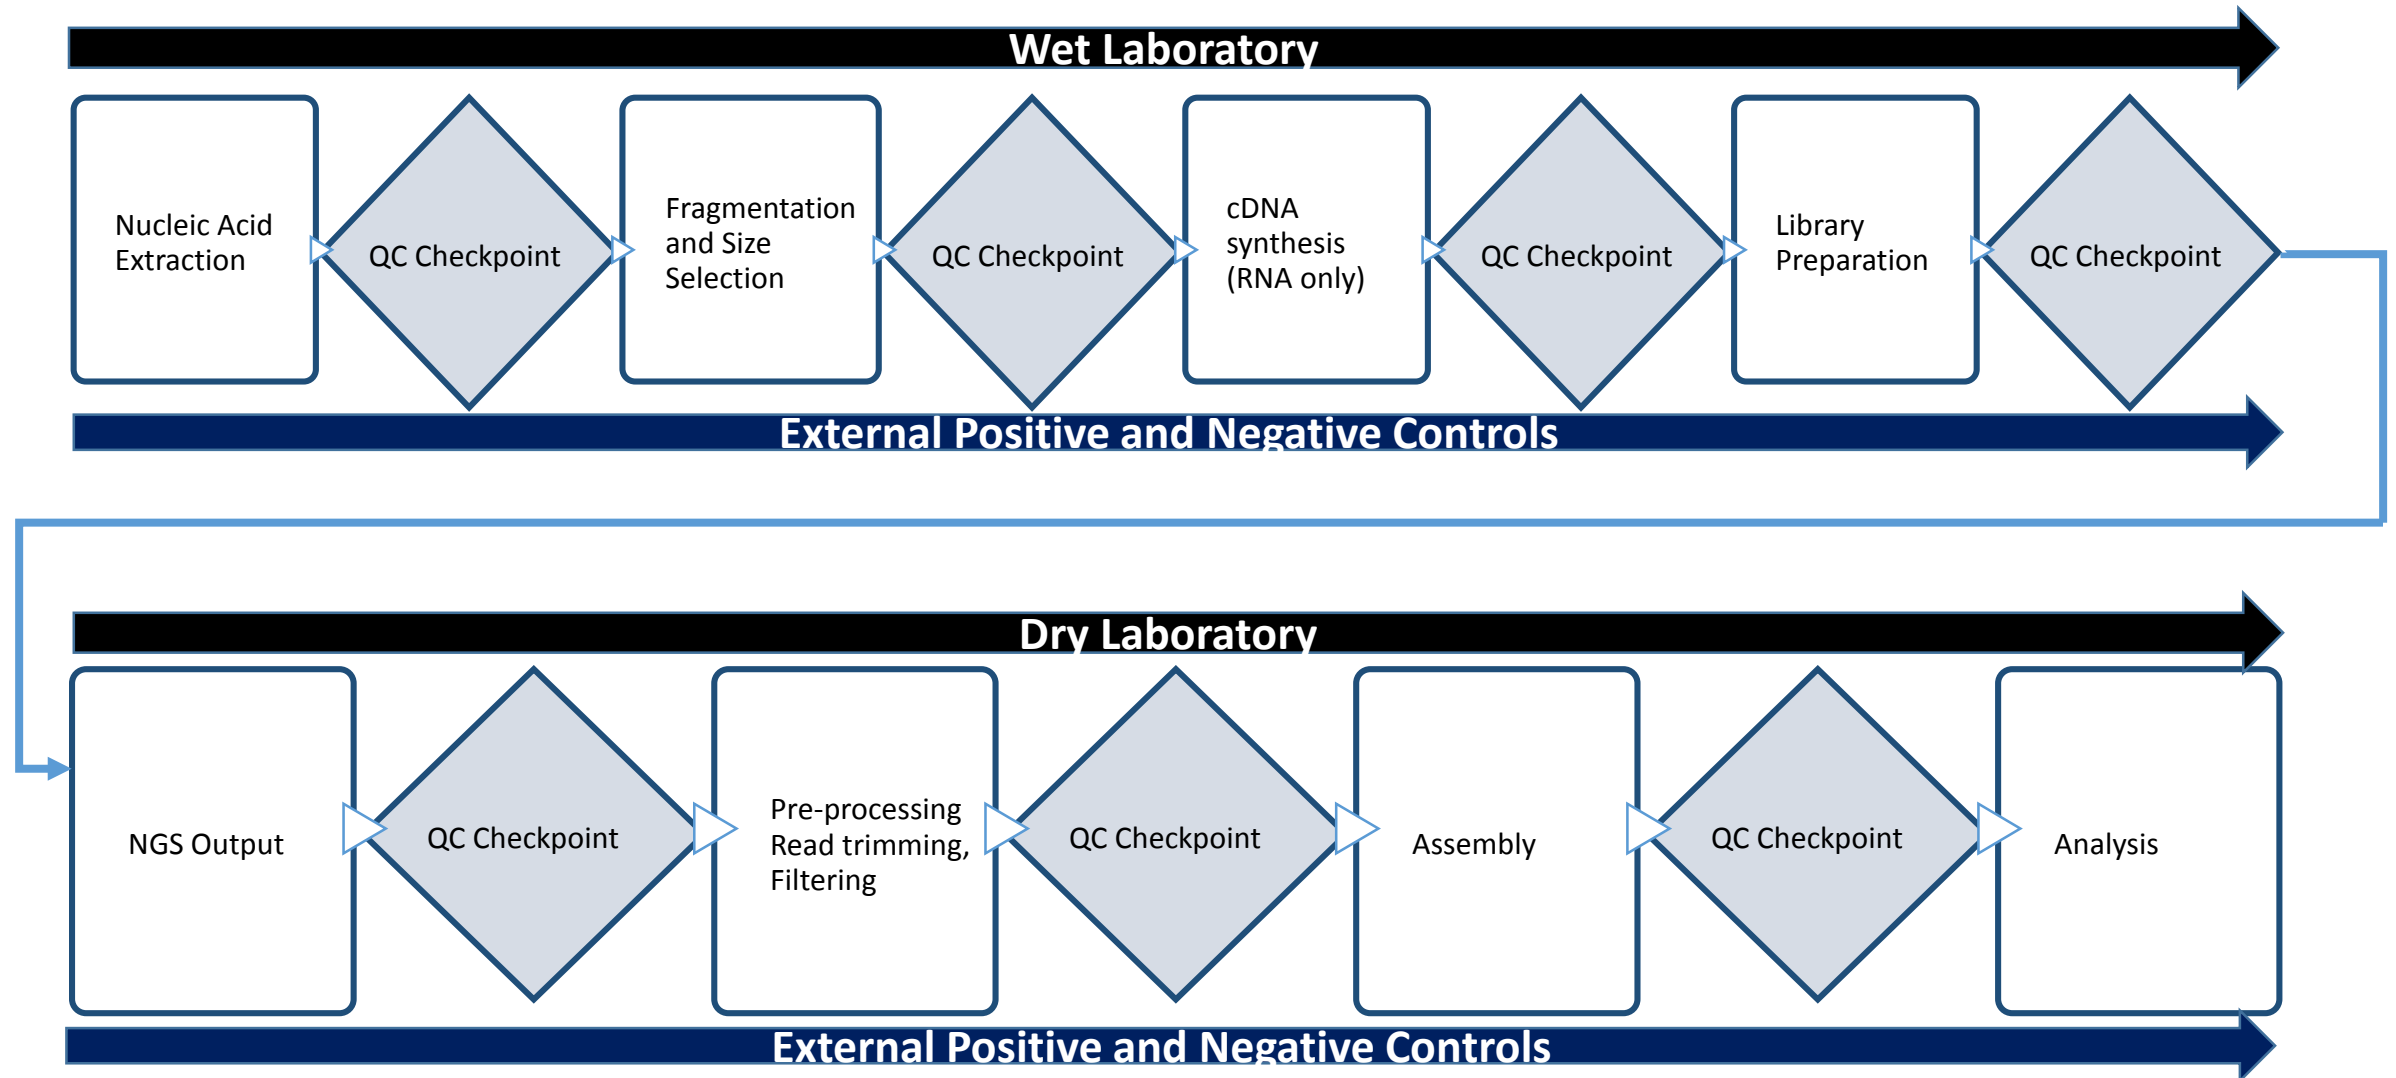 Wet Laboratory
Nucleic Acid
Extraction
QC Checkpoint
Fragmentation
and Size
Selection
QC Checkpoint
cDNA
synthesis
(RNA only)
QC Checkpoint
Library
Preparation
QC Checkpoint
External Positive and Negative Controls
Dry Laboratory
NGS Output
QC Checkpoint
Pre-processing
Read trimming,
Filtering
QC Checkpoint
Assembly
QC Checkpoint
Analysis
External Positive and Negative Controls